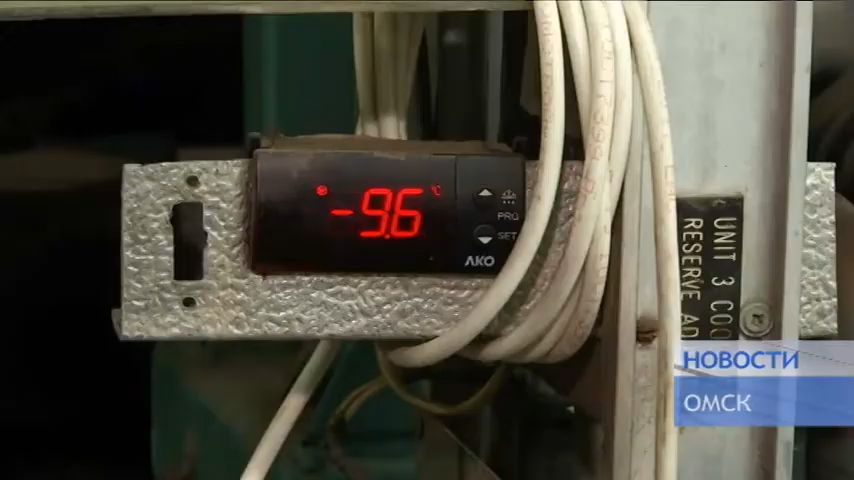 -9.6 °C
PRG
SET
AKO
UNIT 3 COO
RESERVE AD
НОВОСТИ
ОМСК